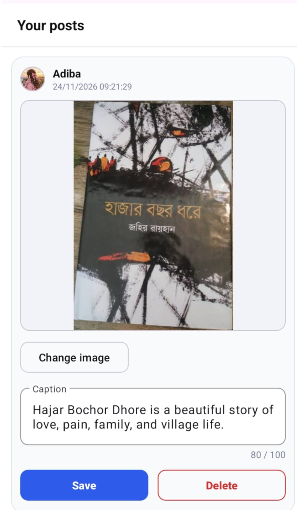 Your posts
Adiba
24/11/2026 09:21:29
হাজার বছর ধরে
জহির রায়হান
Change image
Caption
Hajar Bochor Dhore is a beautiful story of
love, pain, family, and village life.
80 / 100
Save
Delete